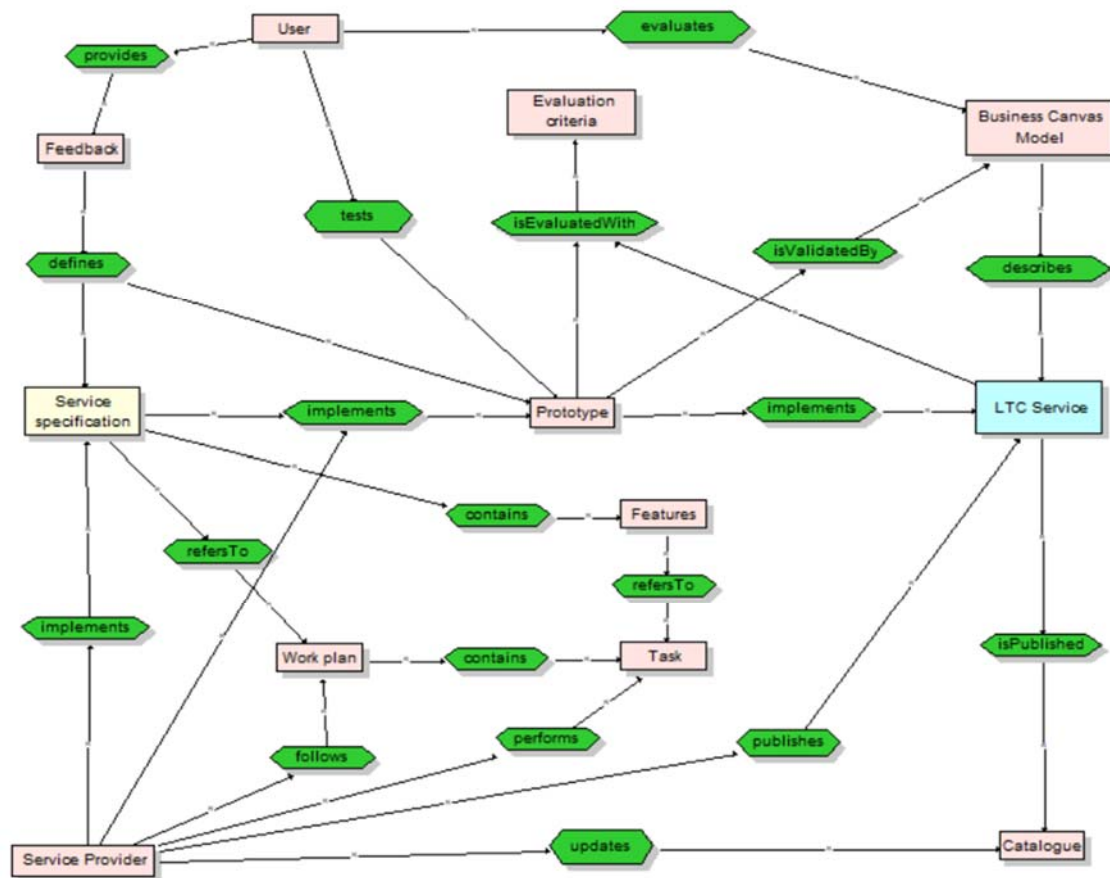 User
evaluates
provides
Evaluation
criteria
Business Canvas
Model
Feedback
tests
isEvaluatedWith
isValidatedBy
defines
describes
Service
specification
implements
Prototype
implements
LTC Service
contains
Features
refersTo
refersTo
implements
isPublished
Work plan
contains
Task
performs
publishes
follows
updates
Catalogue
Service Provider